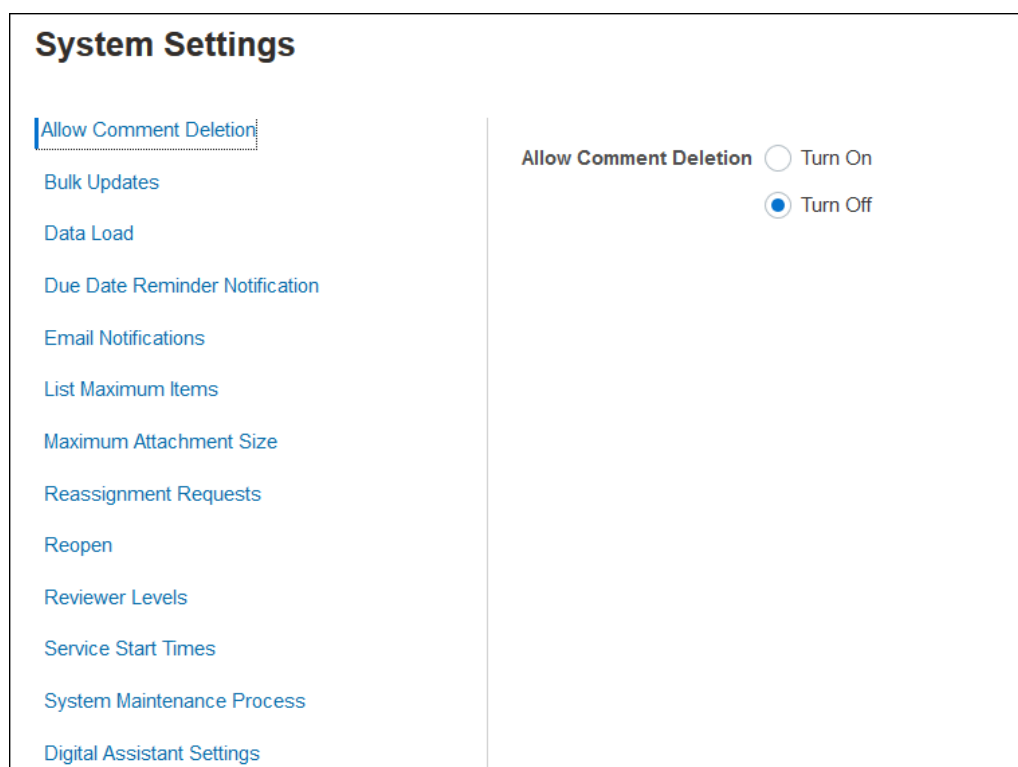 System Settings
Allow Comment Deletion
Bulk Updates
Data Load
Due Date Reminder Notification
Email Notifications
List Maximum Items
Maximum Attachment Size
Reassignment Requests
Reopen
Reviewer Levels
Service Start Times
System Maintenance Process
Digital Assistant Settings
Allow Comment Deletion Turn On
Turn Off